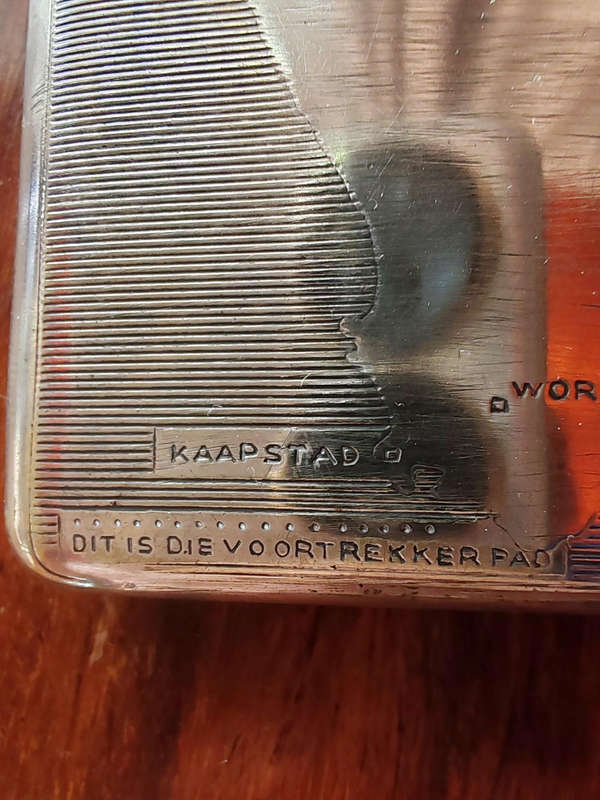 WOR
KAAPSTAD
DIT IS DIE VOORTREKKER PAD